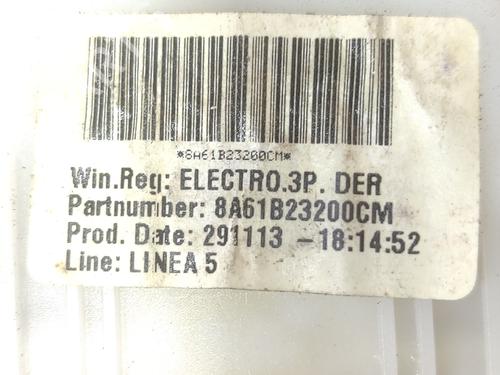 *8A61B23200CM*
Win.Reg: ELECTRO.3P. DER
Partnumber: 8A61B23200CM
Prod. Date: 291113 -18:14:52
Line: LINEA 5